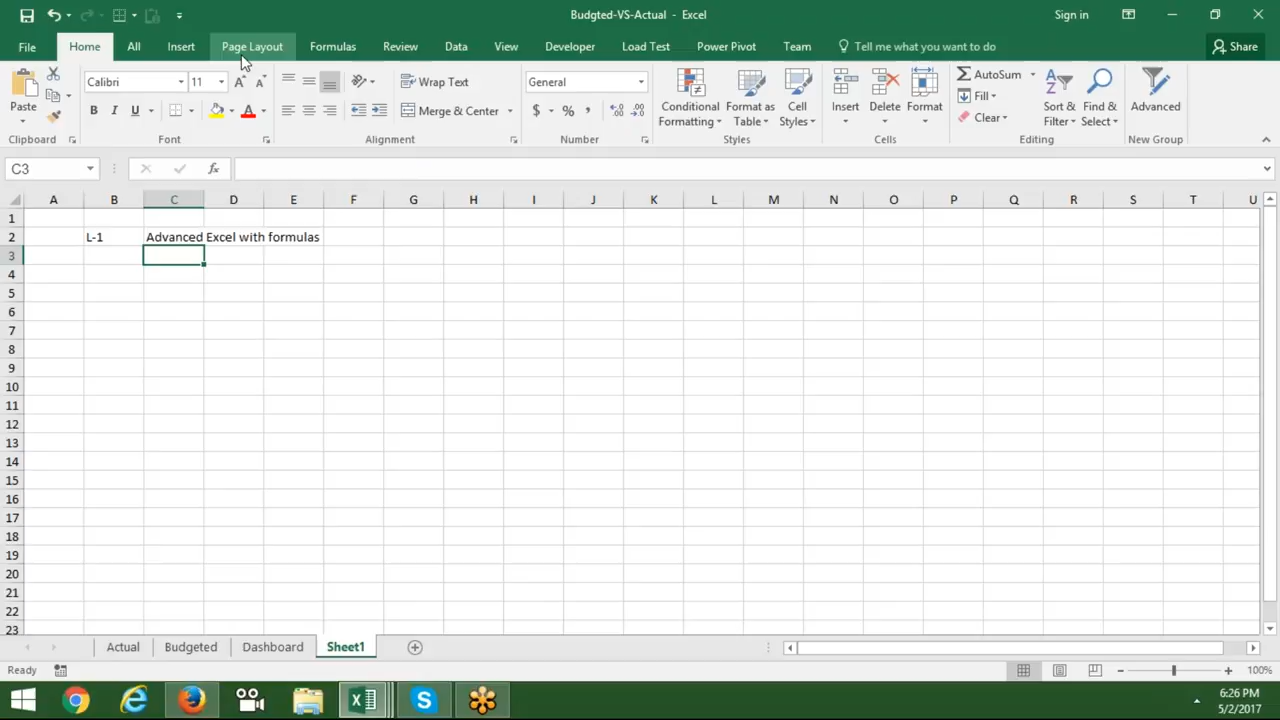 Budgted-VS-Actual - Excel
Sign in
File Home All Insert Page Layout Formulas Review Data View Developer Load Test Power Pivot Team Tell me what you want to do Share
Paste
Calibri 11
B I U
Wrap Text
Merge & Center
General
$ % ,
Conditional Formatting
Format as Table
Cell Styles
Insert Delete Format
AutoSum
Fill
Clear
Sort & Filter
Find & Select
Advanced
Clipboard Font Alignment Number Styles Cells Editing New Group
C3 fx
A B C D E F G H I J K L M N O P Q R S T U
1
2 L-1 Advanced Excel with formulas
3
4
5
6
7
8
9
10
11
12
13
14
15
16
17
18
19
20
21
22
23
Actual Budgeted Dashboard Sheet1
Ready 100%
6:26 PM
5/2/2017